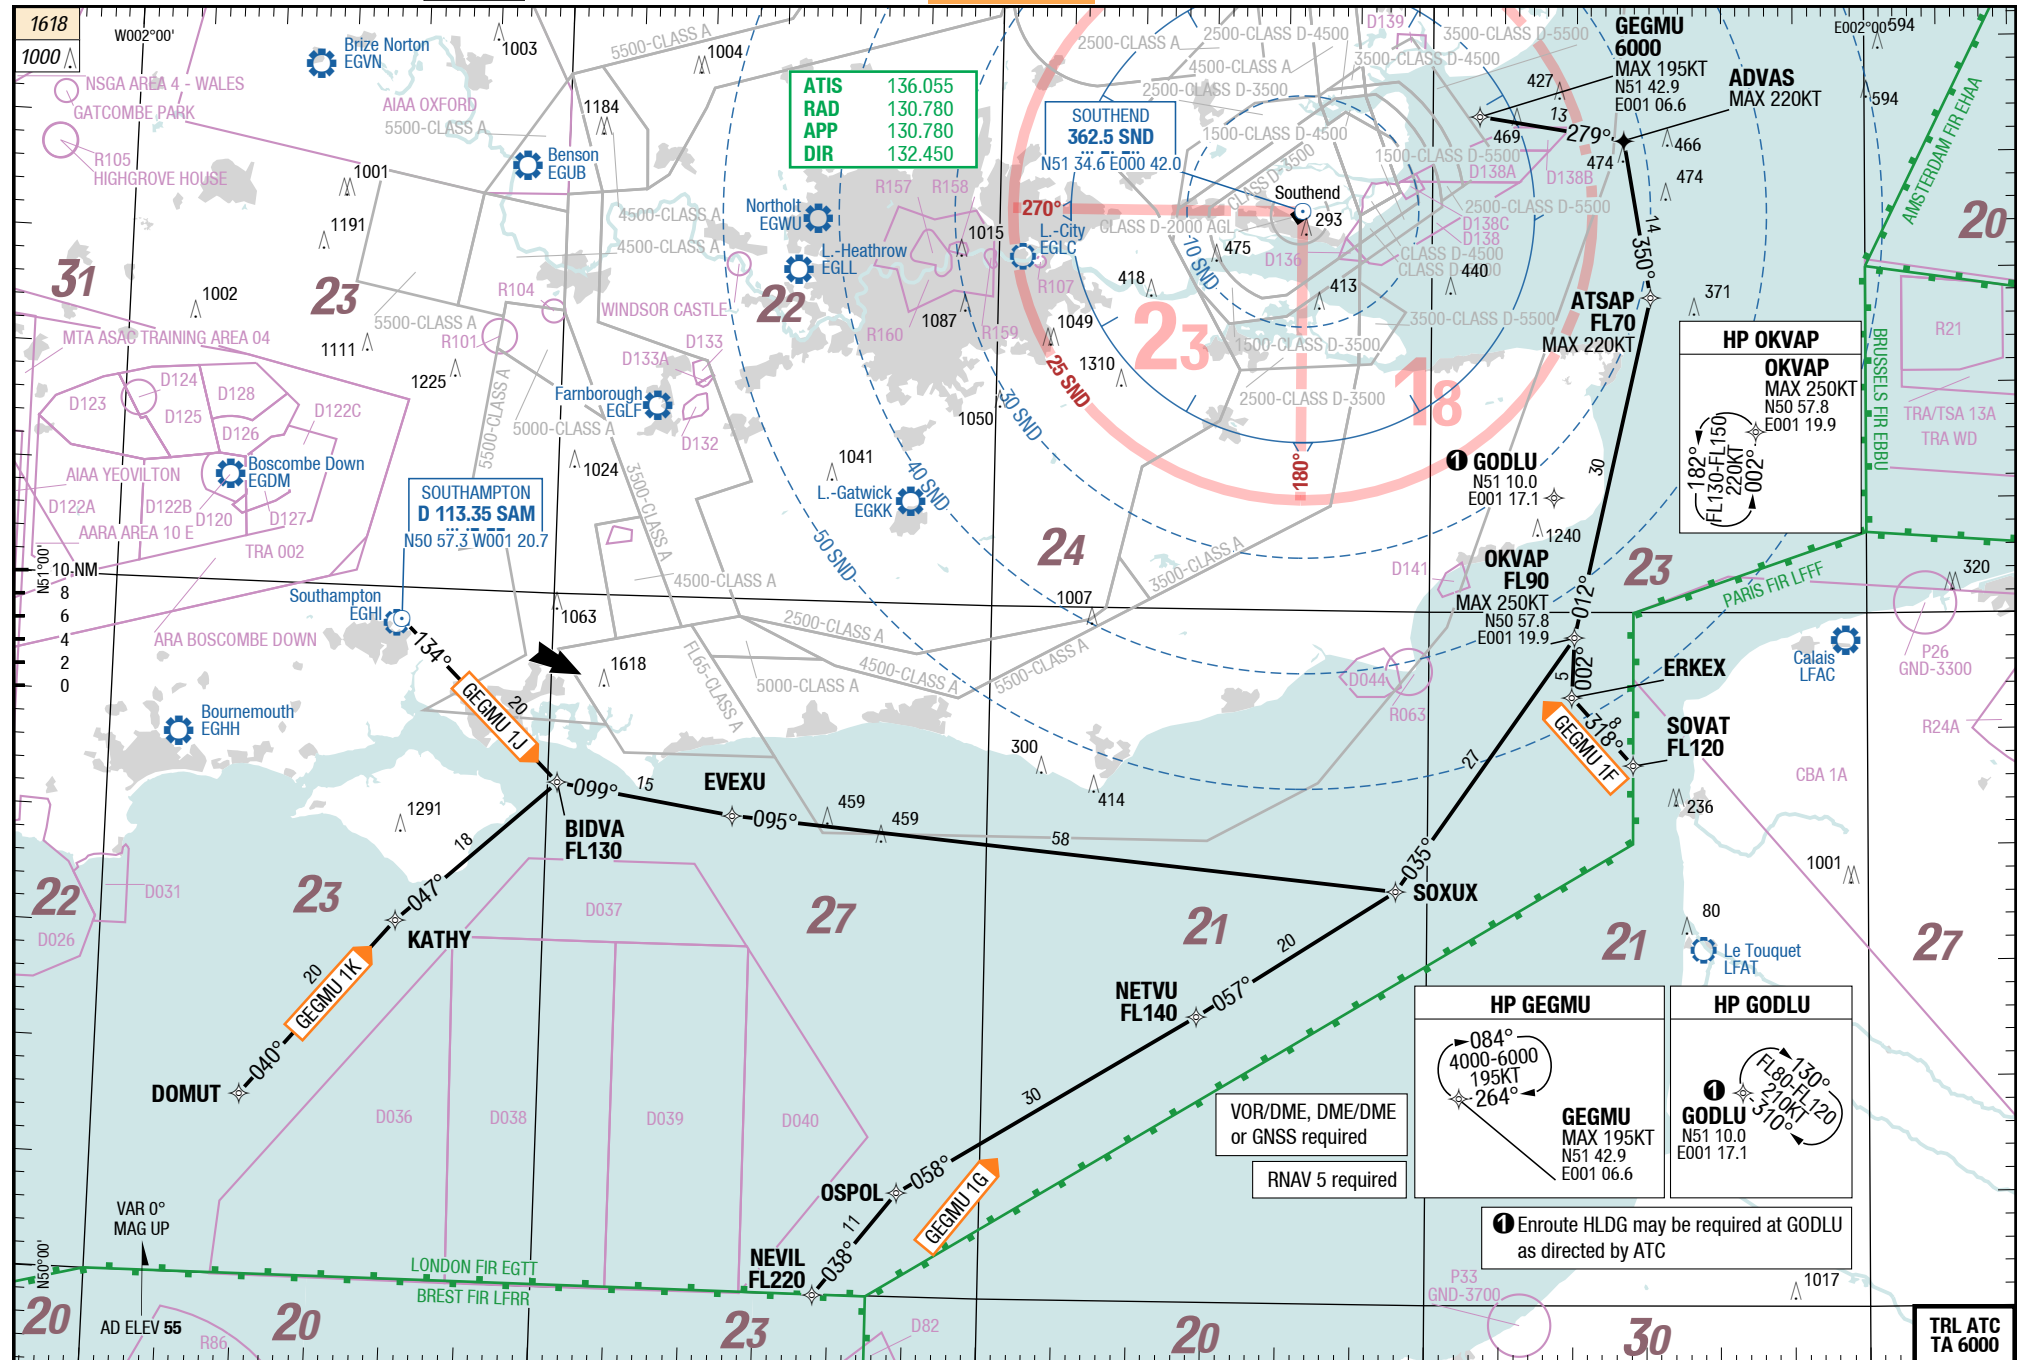 1618
1000
W002°00'
Brize Norton
EGVN
NSGA AREA 4 - WALES
GATCOMBE PARK
R105
HIGHGROVE HOUSE
AIAA OXFORD
5500-CLASS A
1003
5500-CLASS A
1004
1184
Benson
EGUB
1001
1191
1002
1111
1225
31
23
22
ATIS 136.055
RAD 130.780
APP 130.780
DIR 132.450
SOUTHEND
362.5 SND
N51 34.6 E000 42.0
2500-CLASS A
2500-CLASS D-4500
4500-CLASS A
2500-CLASS D-3500
1500-CLASS D-4500
CLASS D-3500
D139
3500-CLASS D-5500
3500-CLASS D-4500
1500-CLASS D-5500
2500-CLASS D-5500
CLASS D-2000 AGL
CLASS D-4500
3500-CLASS D-5500
1500-CLASS D-3500
2500-CLASS D-3500
GEGMU
6000
MAX 195KT
N51 42.9
E001 06.6
ADVAS
MAX 220KT
E002°00'
594
594
427
469
13
279°
474
466
474
14
350°
D138A
D138B
D138C
D138
D136
AMSTERDAM FIR EHAA
20
Northolt
EGWU
L.-Heathrow
EGLL
R157
R158
1015
L.-City
EGLC
R107
R160
1087
R159
1049
270°
Southend
293
475
418
413
440
10 SND
25 SND
30 SND
40 SND
50 SND
23
18
180°
1310
1050
4500-CLASS A
4500-CLASS A
R104
WINDSOR CASTLE
5500-CLASS A
R101
D133
D133A
D132
Farnborough
EGLF
5000-CLASS A
5500-CLASS A
3500-CLASS A
1024
1041
L.-Gatwick
EGKK
MTA ASAC TRAINING AREA 04
D124
D123
D125
D128
D126
D122C
AIAA YEOVILTON
Boscombe Down
EGDM
D122A
D122B
D120
D127
AARA AREA 10 E
TRA 002
ARA BOSCOMBE DOWN
N51°00'
10 NM
8
6
4
2
0
SOUTHAMPTON
D 113.35 SAM
N50 57.3 W001 20.7
Southampton
EGHI
134°
20
GEGMU 1J
Bournemouth
EGHH
1063
1618
4500-CLASS A
2500-CLASS A
4500-CLASS A
5000-CLASS A
FL65-CLASS A
5500-CLASS A
3500-CLASS A
24
1007
ATSAP
FL70
MAX 220KT
371
HP OKVAP
OKVAP
MAX 250KT
N50 57.8
E001 19.9
182°
FL130-FL150
220KT
002°
BRUSSELS FIR EBBU
R21
TRA/TSA 13A
TRA WD
30
❶ GODLU
N51 10.0
E001 17.1
1240
OKVAP
FL90
MAX 250KT
N50 57.8
E001 19.9
012°
23
D141
PARIS FIR LFFF
320
P26
GND-3300
Calais
LFAC
D044
R063
002°
5
ERKEX
8
318°
SOVAT
FL120
GEGMU 1F
R24A
CBA 1A
236
1001
300
414
27
1291
BIDVA
FL130
099°
15
EVEXU
095°
459
459
58
035°
SOXUX
18
047°
KATHY
20
GEGMU 1K
040°
DOMUT
22
23
27
21
21
27
D031
D026
D037
D036
D038
D039
D040
80
Le Touquet
LFAT
20
057°
NETVU
FL140
30
058°
OSPOL
11
038°
NEVIL
FL220
GEGMU 1G
HP GEGMU
084°
4000-6000
195KT
264°
GEGMU
MAX 195KT
N51 42.9
E001 06.6
HP GODLU
130°
FL80-FL120
210KT
310°
❶
GODLU
N51 10.0
E001 17.1
VOR/DME, DME/DME
or GNSS required
RNAV 5 required
❶ Enroute HLDG may be required at GODLU
as directed by ATC
VAR 0°
MAG UP
N50°00'
LONDON FIR EGTT
BREST FIR LFRR
AD ELEV 55
R86
D82
P33
GND-3700
1017
20
20
23
20
30
TRL ATC
TA 6000